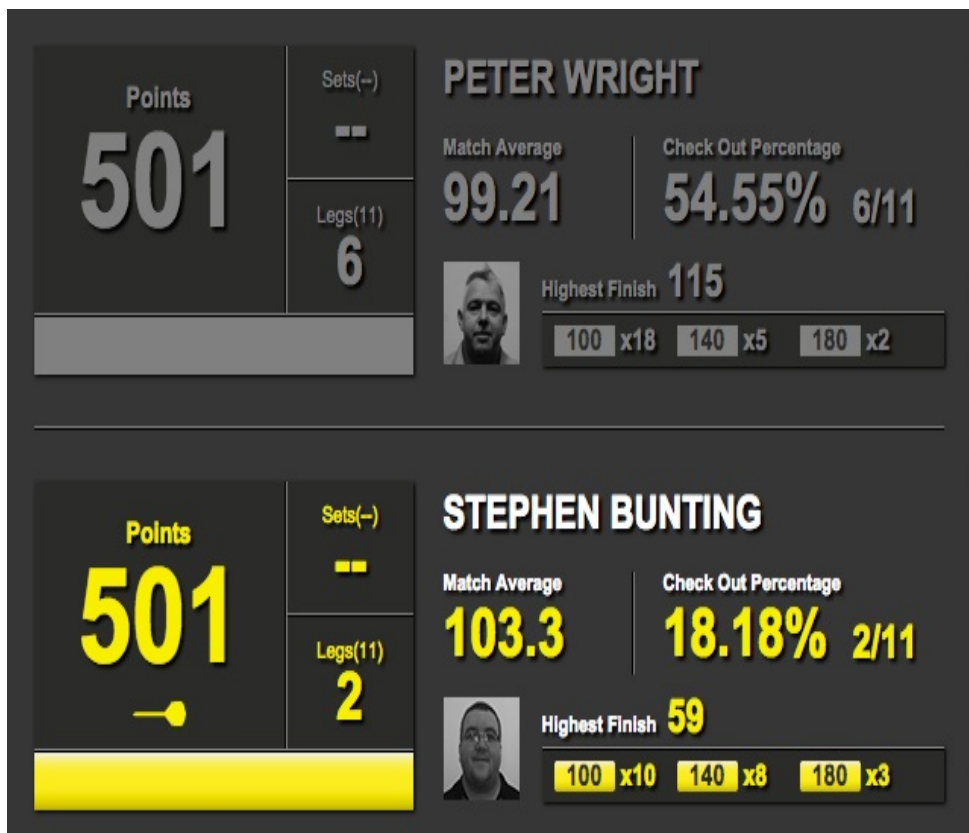 Points
501
Sets(--)
--
Legs(11)
6
PETER WRIGHT
Match Average
99.21
Check Out Percentage
54.55% 6/11
Highest Finish 115
100 x18 140 x5 180 x2
Points
501
Sets(--)
--
Legs(11)
2
STEPHEN BUNTING
Match Average
103.3
Check Out Percentage
18.18% 2/11
Highest Finish 59
100 x10 140 x8 180 x3